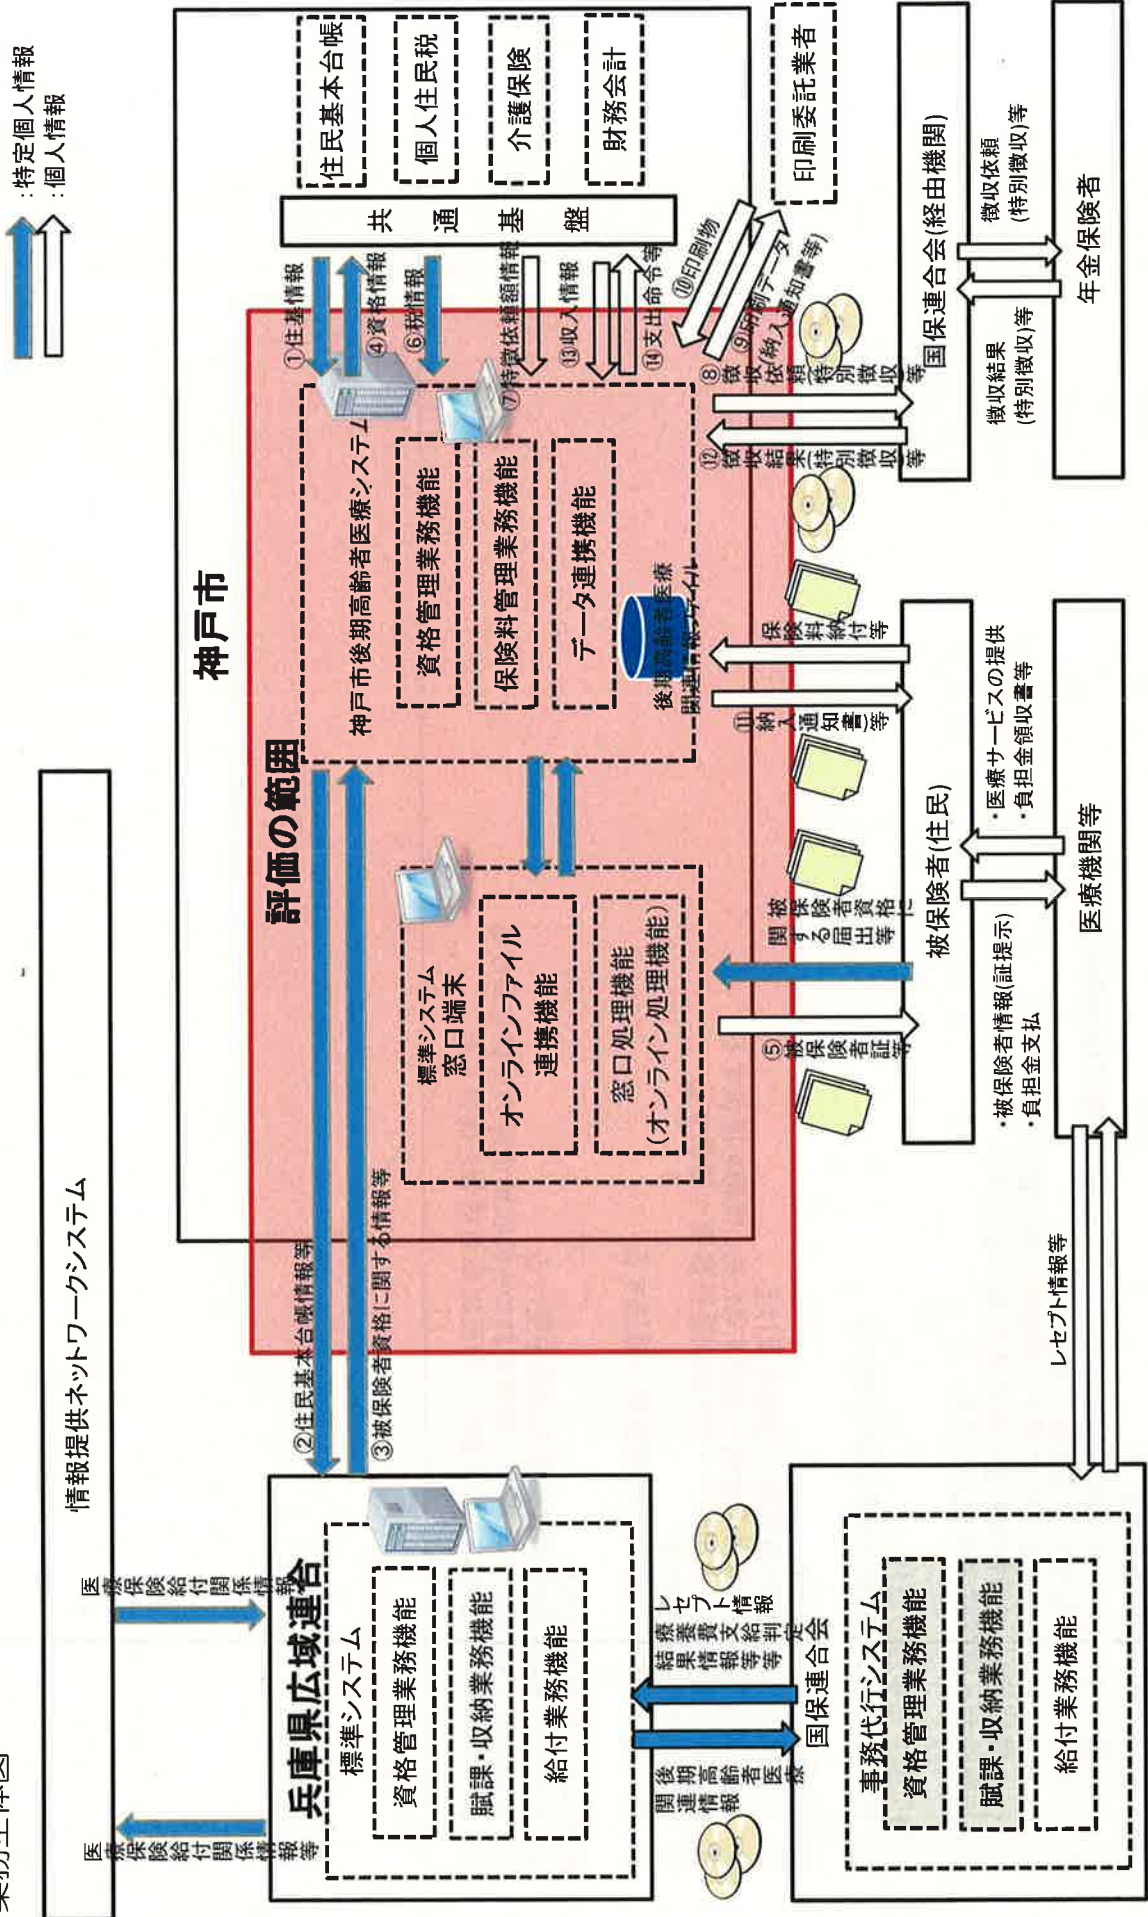 業務全体図
:特定個人情報
:個人情報
情報提供ネットワークシステム
医療保険給付関係情報等
医療保険給付関係情報
神戸市
評価の範囲
兵庫県広域連合
標準システム
資格管理業務機能
賦課・収納業務機能
給付業務機能
②住民基本台帳情報等
③被保険者資格に関する情報等
標準システム
窓口端末
オンラインファイル
連携機能
窓口処理機能
(オンライン処理機能)
神戸市後期高齢者医療システム
資格管理業務機能
保険料管理業務機能
データ連携機能
後期高齢者医療
関連情報ファイル
①住基情報
④資格情報
⑥税情報
⑦特徴依頼額情報
⑬収入情報
⑭支出命令等
共通基盤
住民基本台帳
個人住民税
介護保険
財務会計
⑩印刷物
⑨印刷データ
(納入通知書等)
印刷委託業者
後期高齢者医療
関連情報
レセプト情報
療養費支給判定
結果情報等等
国保連合会
事務代行システム
資格管理業務機能
賦課・収納業務機能
給付業務機能
⑤被保険者証等
被保険者資格に
関する届出等
⑪納入通知書等
保険料納付等
⑫徴収結果(特別徴収)等
⑧徴収依頼(特別徴収)等
被保険者(住民)
・被保険者情報(証提示)
・負担金支払
・医療サービスの提供
・負担金領収書等
医療機関等
レセプト情報等
国保連合会(経由機関)
徴収結果
(特別徴収)等
徴収依頼
(特別徴収)等
年金保険者